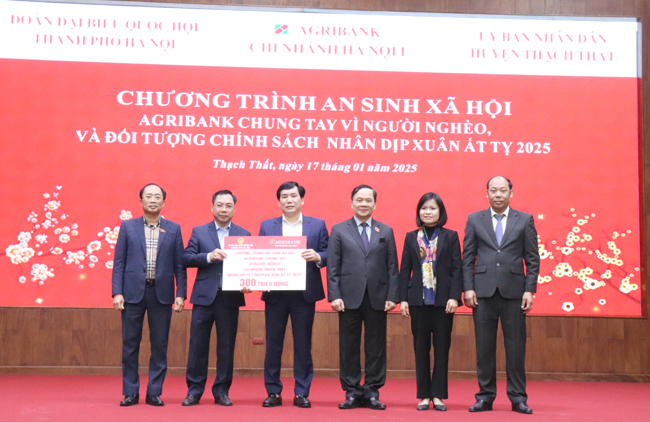 ĐOÀN ĐẠI BIỂU QUỐC HỘI
THÀNH PHỐ HÀ NỘI
AGRIBANK
CHI NHÁNH HÀ NỘI I
ỦY BAN NHÂN DÂN
HUYỆN THẠCH THẤT
CHƯƠNG TRÌNH AN SINH XÃ HỘI
AGRIBANK CHUNG TAY VÌ NGƯỜI NGHÈO,
VÀ ĐỐI TƯỢNG CHÍNH SÁCH NHÂN DỊP XUÂN ẤT TỴ 2025
Thạch Thất, ngày 17 tháng 01 năm 2025
AGRIBANK
300 TRIỆU ĐỒNG